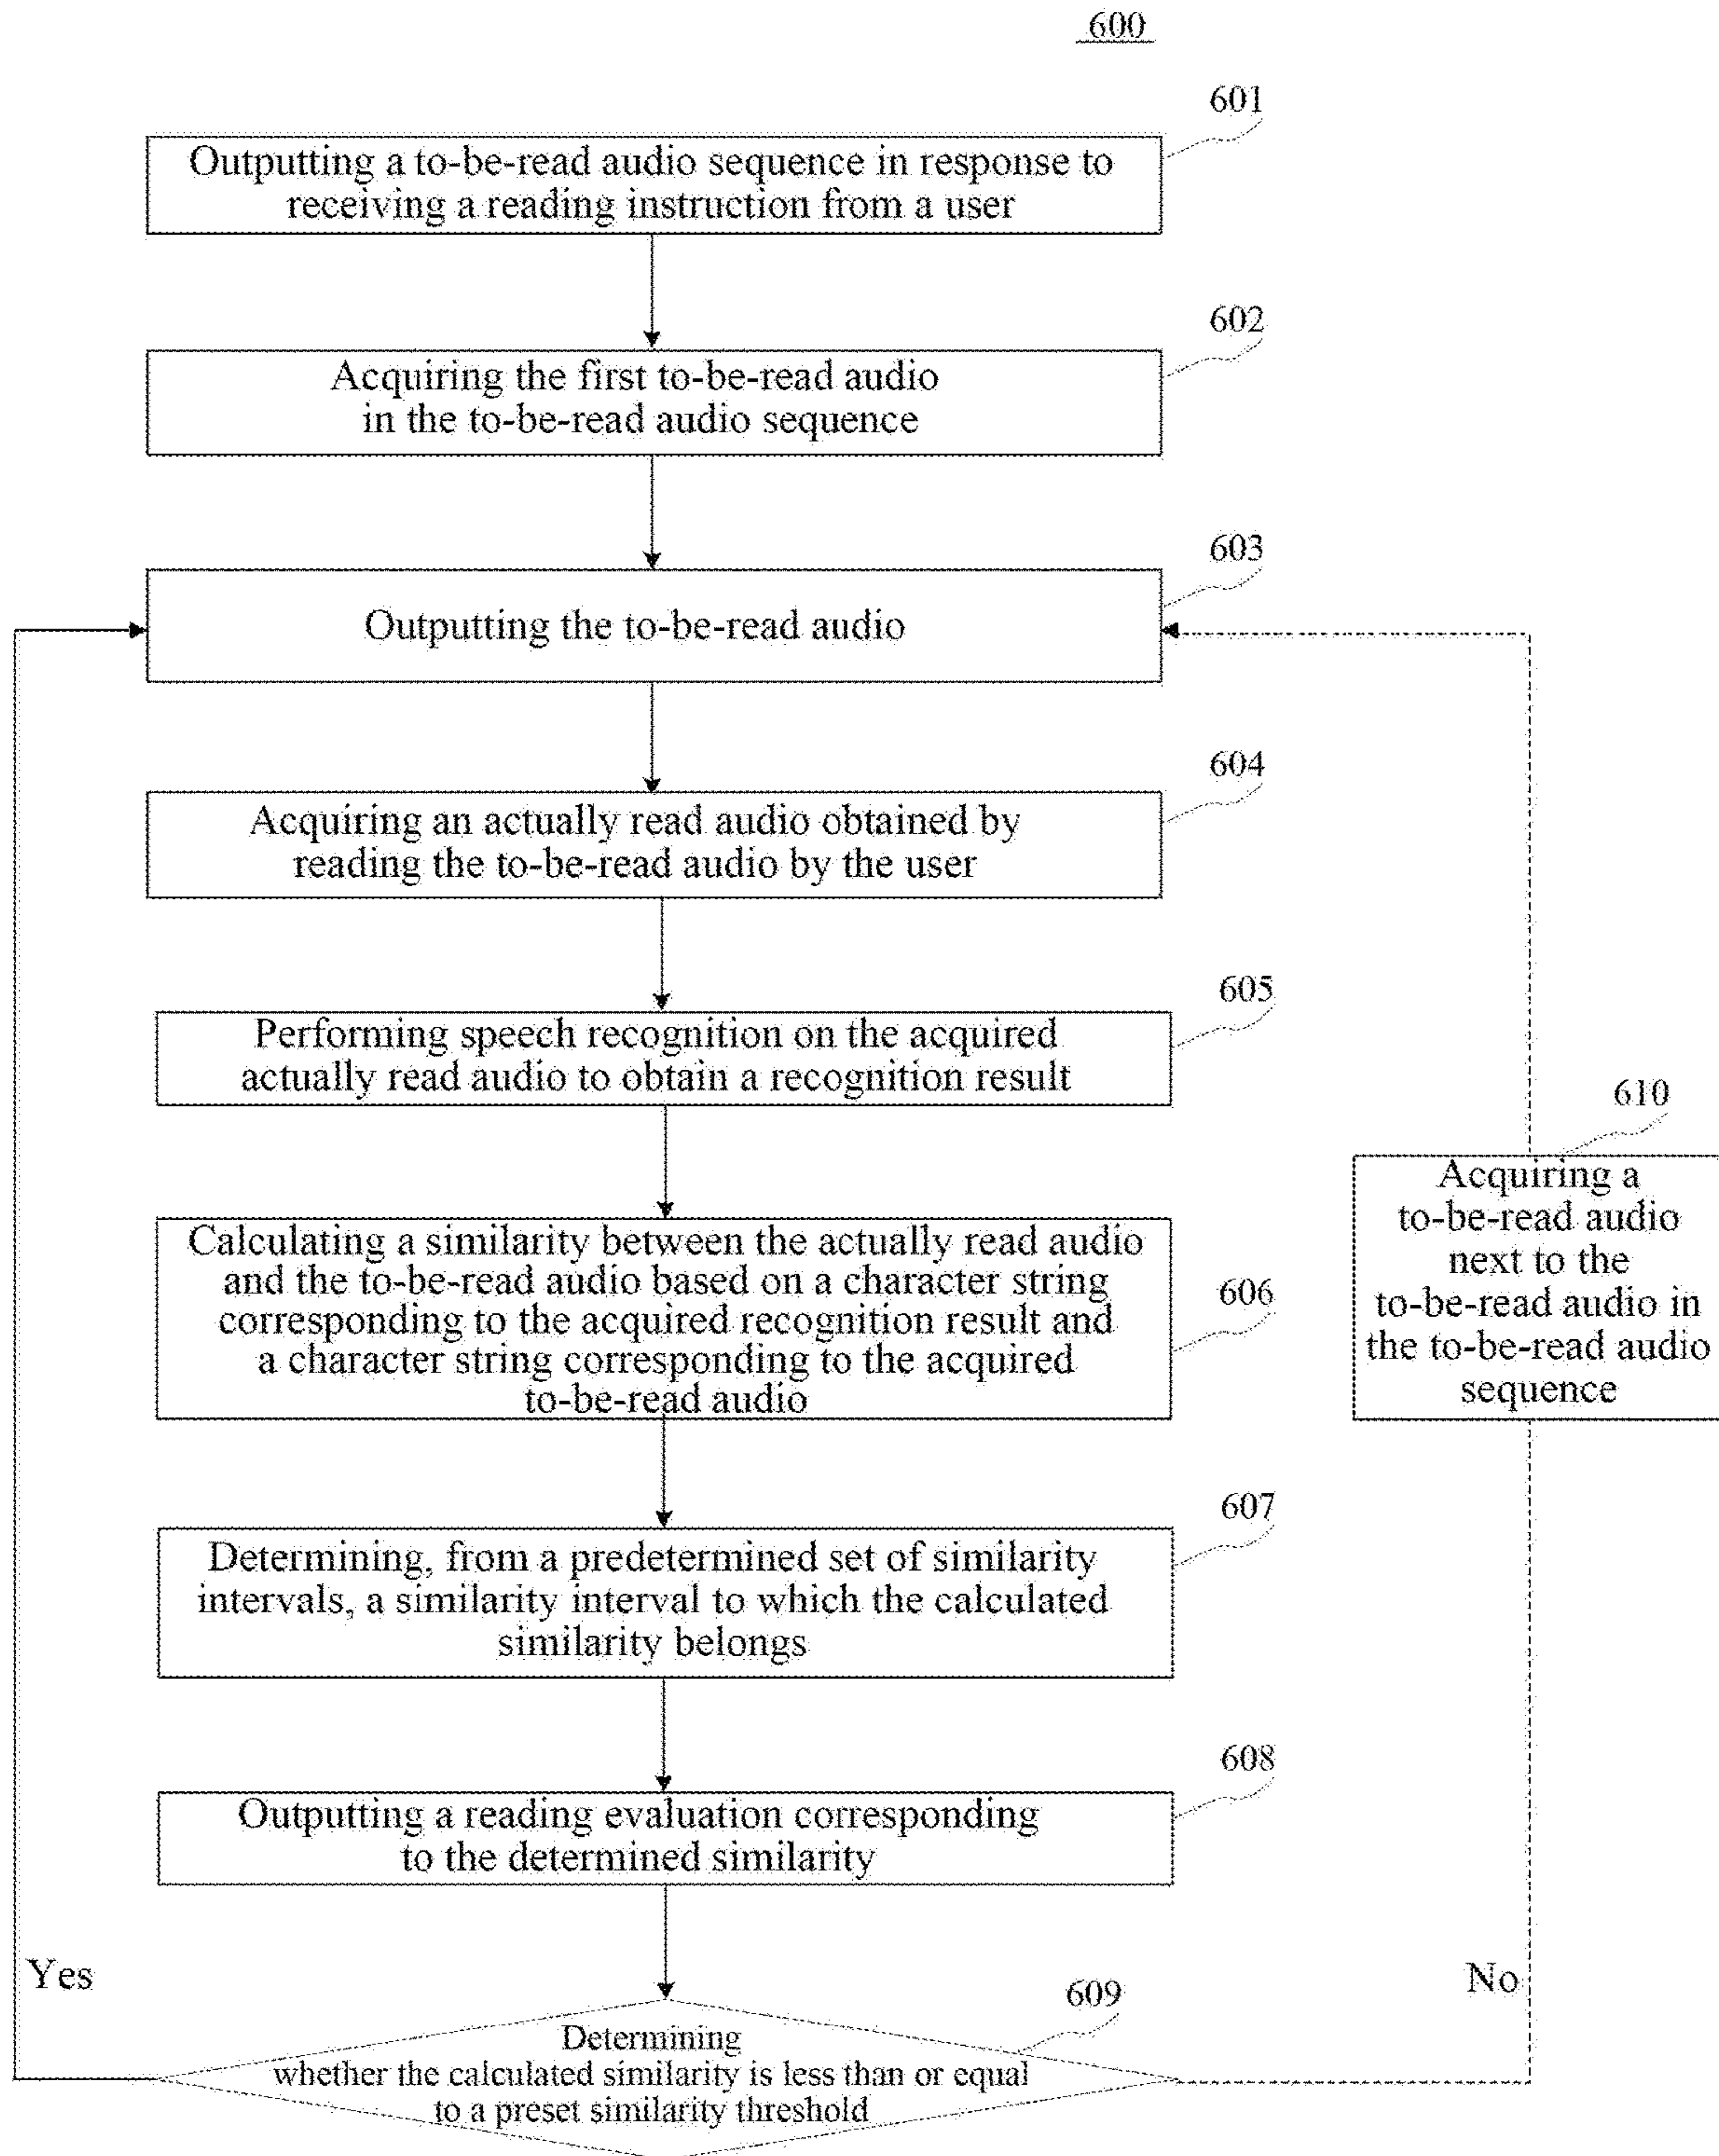 600
601
Outputting a to-be-read audio sequence in response to
receiving a reading instruction from a user
602
Acquiring the first to-be-read audio
in the to-be-read audio sequence
603
Outputting the to-be-read audio
604
Acquiring an actually read audio obtained by
reading the to-be-read audio by the user
605
Performing speech recognition on the acquired
actually read audio to obtain a recognition result
606
Calculating a similarity between the actually read audio
and the to-be-read audio based on a character string
corresponding to the acquired recognition result and
a character string corresponding to the acquired
to-be-read audio
607
Determining, from a predetermined set of similarity
intervals, a similarity interval to which the calculated
similarity belongs
608
Outputting a reading evaluation corresponding
to the determined similarity
609
Determining
whether the calculated similarity is less than or equal
to a preset similarity threshold
Yes
No
610
Acquiring a
to-be-read audio
next to the
to-be-read audio in
the to-be-read audio
sequence